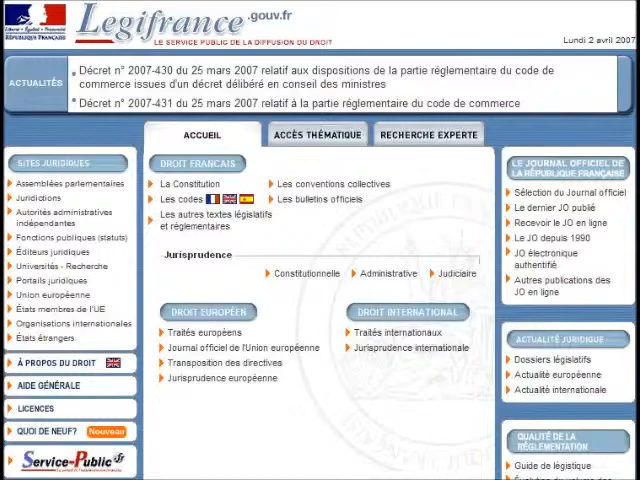 Liberté • Égalité • Fraternité
RÉPUBLIQUE FRANÇAISE
Legifrance.gouv.fr
LE SERVICE PUBLIC DE LA DIFFUSION DU DROIT
Lundi 2 avril 2007
ACTUALITÉS
Décret n° 2007-430 du 25 mars 2007 relatif aux dispositions de la partie réglementaire du code de
commerce issues d'un décret délibéré en conseil des ministres
Décret n° 2007-431 du 25 mars 2007 relatif à la partie réglementaire du code de commerce
ACCUEIL
ACCÈS THÉMATIQUE
RECHERCHE EXPERTE
SITES JURIDIQUES
Assemblées parlementaires
Juridictions
Autorités administratives
indépendantes
Fonctions publiques (statuts)
Éditeurs juridiques
Universités - Recherche
Portails juridiques
Union européenne
États membres de l'UE
Organisations internationales
États étrangers
À PROPOS DU DROIT
AIDE GÉNÉRALE
LICENCES
QUOI DE NEUF? Nouveau
Service-Public.fr
DROIT FRANÇAIS
La Constitution
Les codes
Les autres textes législatifs
et réglementaires
Les conventions collectives
Les bulletins officiels
Jurisprudence
Constitutionnelle
Administrative
Judiciaire
DROIT EUROPÉEN
Traités européens
Journal officiel de l'Union européenne
Transposition des directives
Jurisprudence européenne
DROIT INTERNATIONAL
Traités internationaux
Jurisprudence internationale
LE JOURNAL OFFICIEL DE
LA RÉPUBLIQUE FRANÇAISE
Sélection du Journal officiel
Le dernier JO publié
Recevoir le JO en ligne
Le JO depuis 1990
JO électronique
authentifié
Autres publications des
JO en ligne
ACTUALITÉ JURIDIQUE
Dossiers législatifs
Actualité européenne
Actualité internationale
QUALITÉ DE LA
RÉGLEMENTATION
Guide de légistique
Évolution du volume des